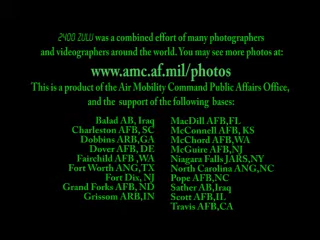 2400 ZULU was a combined effort of many photographers
and videographers around the world. You may see more photos at:
www.amc.af.mil/photos
This is a product of the Air Mobility Command Public Affairs Office,
and the support of the following bases:
Balad AB, Iraq
Charleston AFB, SC
Dobbins ARB,GA
Dover AFB, DE
Fairchild AFB ,WA
Fort Worth ANG,TX
Fort Dix, NJ
Grand Forks AFB, ND
Grissom ARB,IN
MacDill AFB,FL
McConnell AFB, KS
McChord AFB,WA
McGuire AFB,NJ
Niagara Falls JARS,NY
North Carolina ANG,NC
Pope AFB,NC
Sather AB,Iraq
Scott AFB,IL
Travis AFB,CA